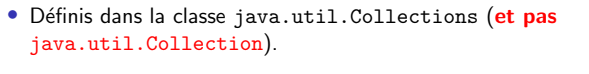 • Définis dans la classe java.util.Collections (et pas
java.util.Collection).